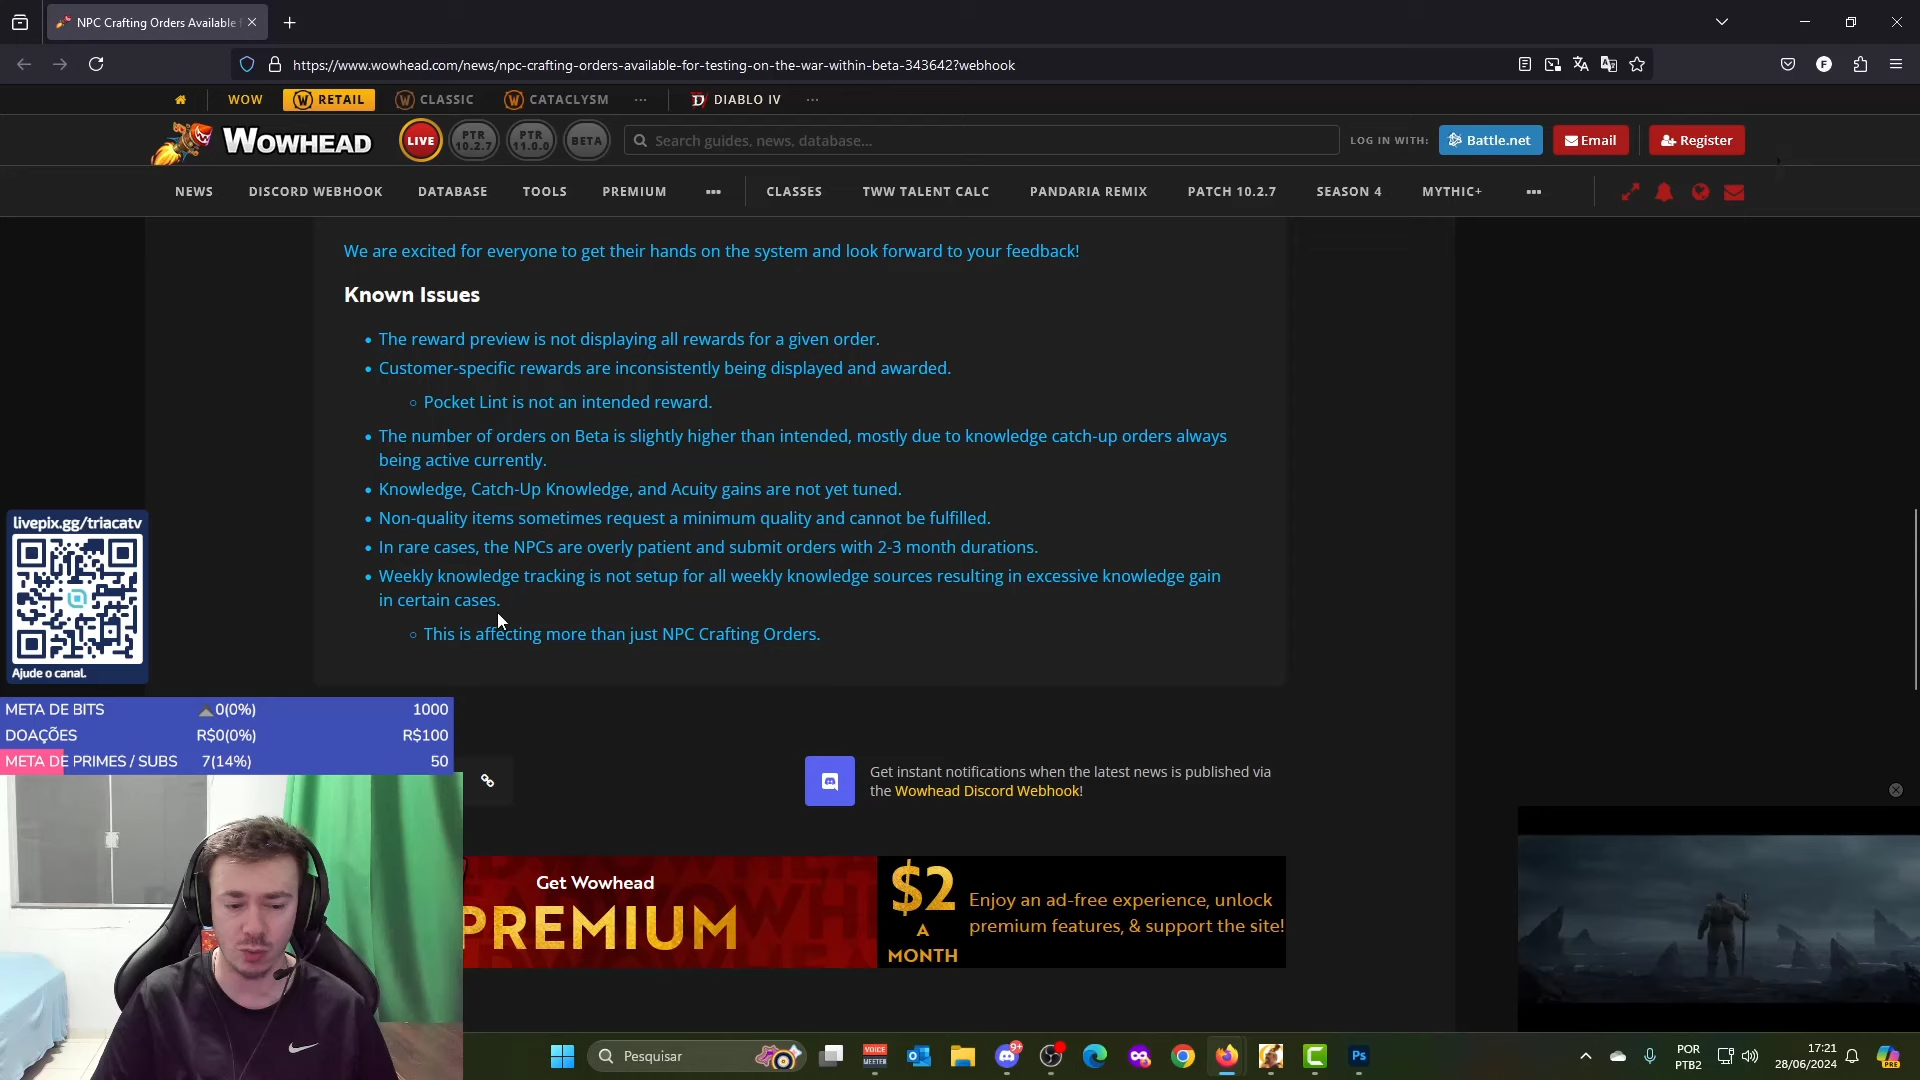 NPC Crafting Orders Available
https://www.wowhead.com/news/npc-crafting-orders-available-for-testing-on-the-war-within-beta-343642?webhook
WOW
RETAIL
CLASSIC
CATACLYSM
DIABLO IV
WOWHEAD
LIVE
PTR 10.2.7
PTR 11.0.0
BETA
Search guides, news, database...
LOG IN WITH:
Battle.net
Email
Register
NEWS
DISCORD WEBHOOK
DATABASE
TOOLS
PREMIUM
CLASSES
TWW TALENT CALC
PANDARIA REMIX
PATCH 10.2.7
SEASON 4
MYTHIC+
We are excited for everyone to get their hands on the system and look forward to your feedback!
Known Issues
The reward preview is not displaying all rewards for a given order.
Customer-specific rewards are inconsistently being displayed and awarded.
Pocket Lint is not an intended reward.
The number of orders on Beta is slightly higher than intended, mostly due to knowledge catch-up orders always
being active currently.
Knowledge, Catch-Up Knowledge, and Acuity gains are not yet tuned.
Non-quality items sometimes request a minimum quality and cannot be fulfilled.
In rare cases, the NPCs are overly patient and submit orders with 2-3 month durations.
Weekly knowledge tracking is not setup for all weekly knowledge sources resulting in excessive knowledge gain
in certain cases.
This is affecting more than just NPC Crafting Orders.
livepix.gg/triacatv
Ajude o canal.
META DE BITS 0(0%) 1000
DOAÇÕES R$0(0%) R$100
META DE PRIMES / SUBS 7(14%) 50
Get instant notifications when the latest news is published via
the Wowhead Discord Webhook!
Get Wowhead
PREMIUM
$2
A
MONTH
Enjoy an ad-free experience, unlock
premium features, & support the site!
Pesquisar
VOICE
MEETER
9+
Ps
POR
PTB2
17:21
28/06/2024
PRE